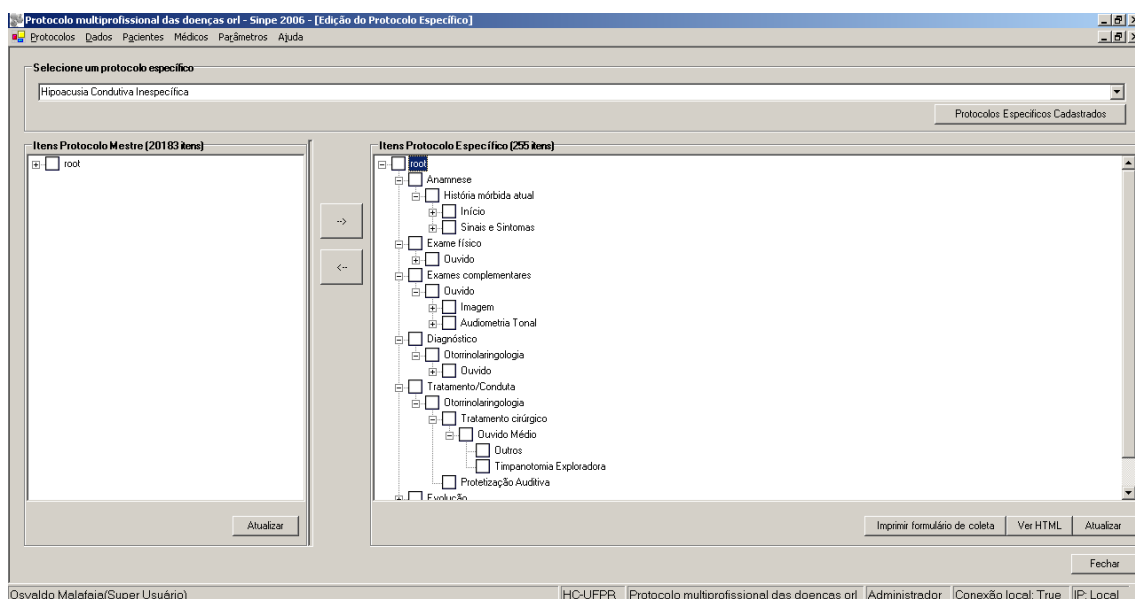 Protocolo multiprofissional das doenças orl - Sinpe 2006 - [Edição do Protocolo Específico]
Protocolos Dados Pacientes Médicos Parâmetros Ajuda
Selecione um protocolo específico
Hipoacusia Condutiva Inespecífica
Protocolos Especificos Cadastrados
Itens Protocolo Mestre (20183 itens)
root
-->
<--
Atualizar
Itens Protocolo Específico (255 itens)
root
Anamnese
História mórbida atual
Início
Sinais e Sintomas
Exame físico
Ouvido
Exames complementares
Ouvido
Imagem
Audiometria Tonal
Diagnóstico
Otorrinolaringologia
Ouvido
Tratamento/Conduta
Otorrinolaringologia
Tratamento cirúrgico
Ouvido Médio
Outros
Timpanotomia Exploradora
Protetização Auditiva
Evolução
Imprimir formulário de coleta Ver HTML Atualizar
Fechar
Osvaldo Malafaia(Super Usuário) HC-UFPR Protocolo multiprofissional das doenças orl Administrador Conexão local: True IP: Local